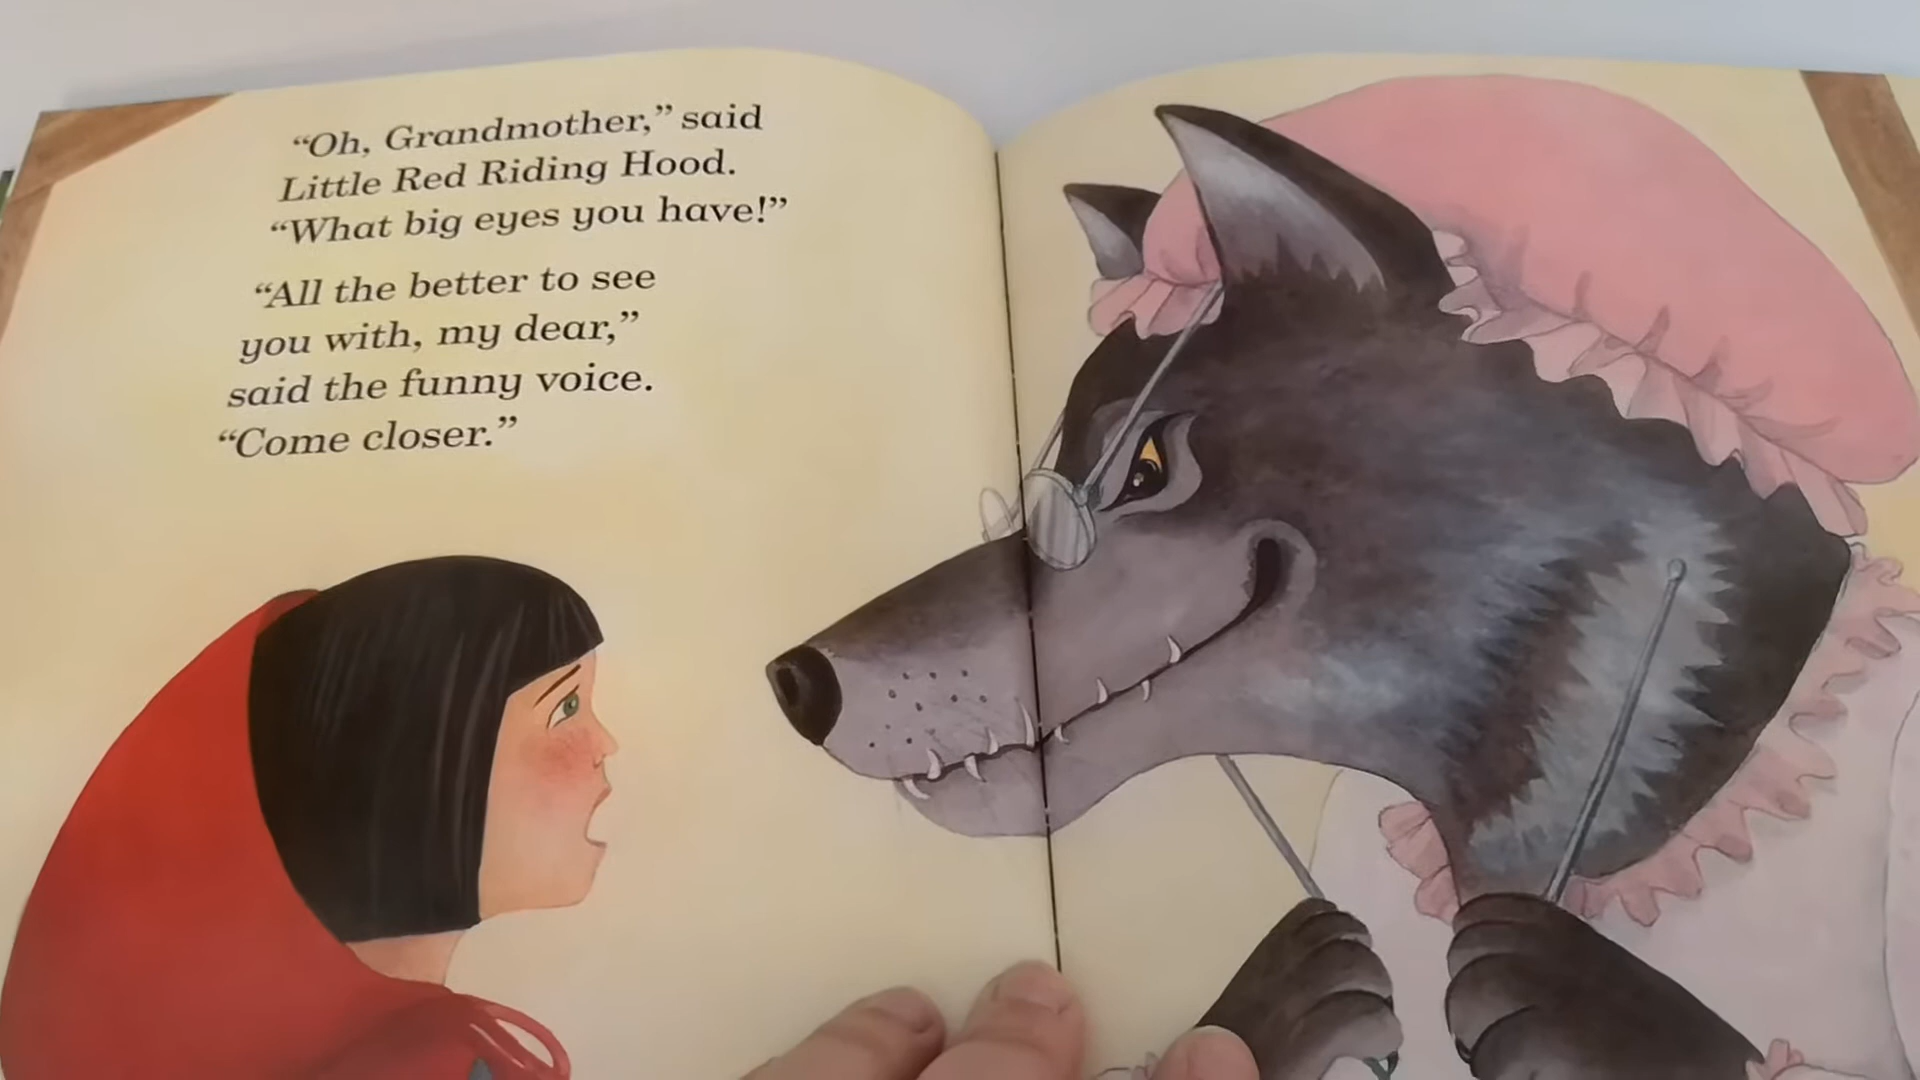 “Oh, Grandmother,” said
Little Red Riding Hood.
“What big eyes you have!”
“All the better to see
you with, my dear,”
said the funny voice.
“Come closer.”